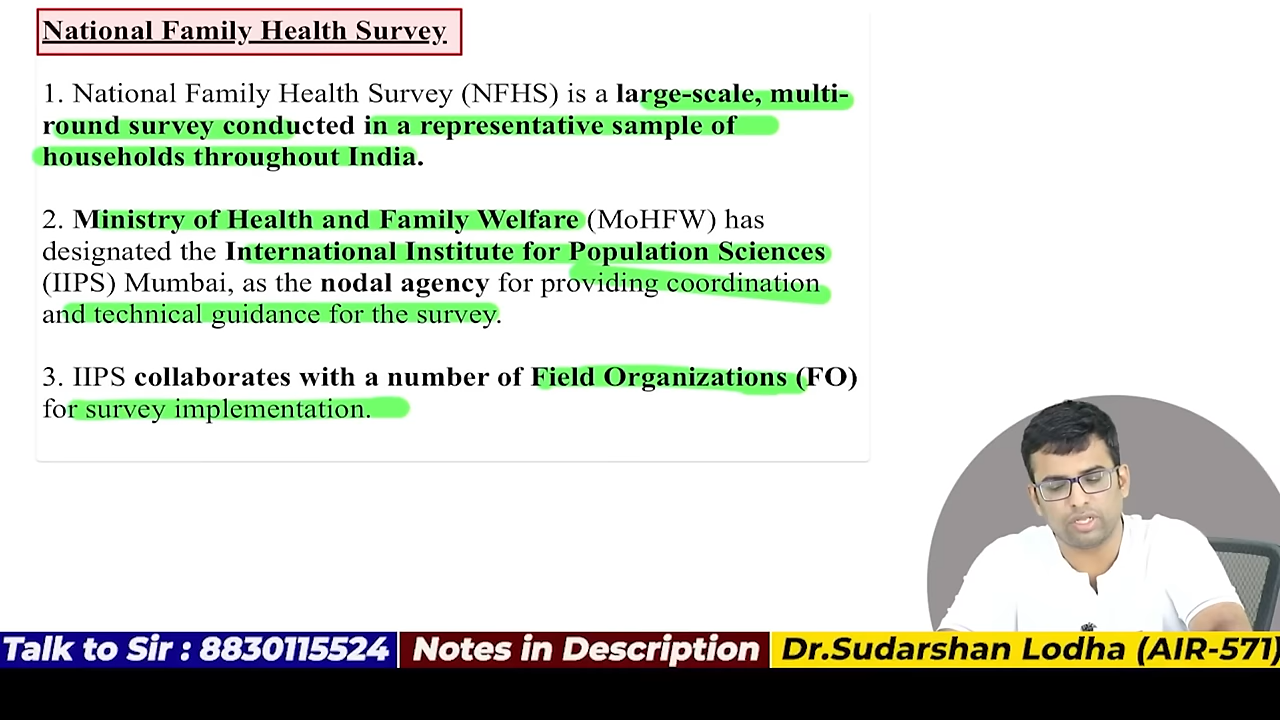 National Family Health Survey
1. National Family Health Survey (NFHS) is a large-scale, multi-
round survey conducted in a representative sample of
households throughout India.
2. Ministry of Health and Family Welfare (MoHFW) has
designated the International Institute for Population Sciences
(IIPS) Mumbai, as the nodal agency for providing coordination
and technical guidance for the survey.
3. IIPS collaborates with a number of Field Organizations (FO)
for survey implementation.
Talk to Sir : 8830115524
Notes in Description
Dr.Sudarshan Lodha (AIR-571)